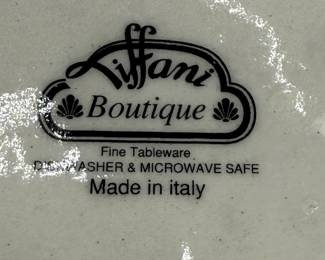 Tiffani
Boutique
Fine Tableware
DISHWASHER & MICROWAVE SAFE
Made in italy